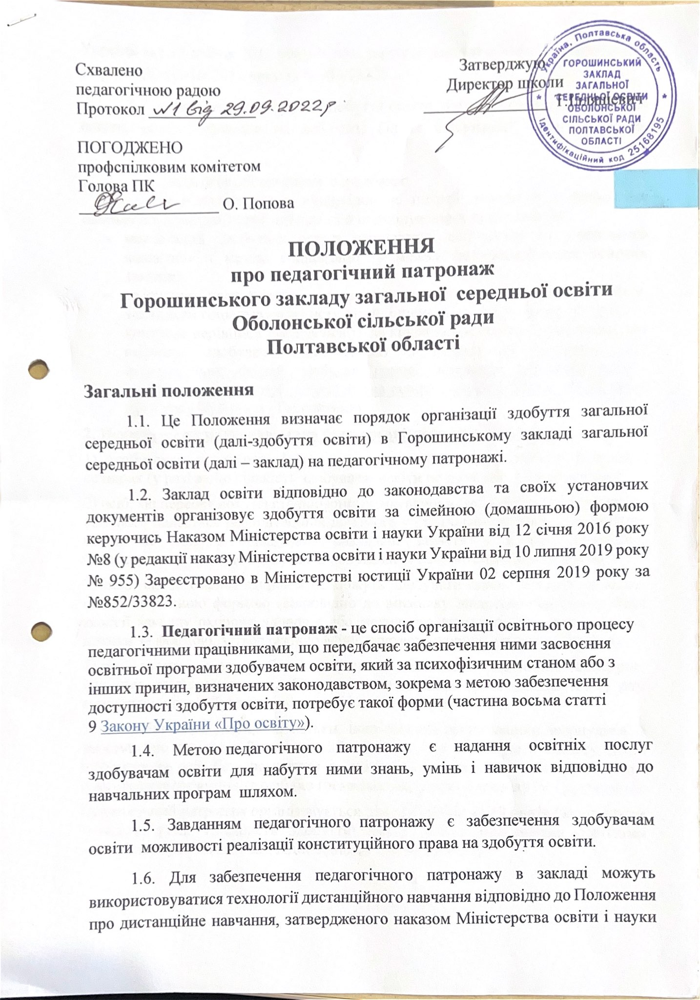 Схвалено
педагогічною радою
Протокол №1 від 29.09.2022р
Затверджую
Директор школи
Україна, Полтавська область
ГОРОШИНСЬКИЙ
ЗАКЛАД
ЗАГАЛЬНОЇ
СЕРЕДНЬОЇ ОСВІТИ
ОБОЛОНСЬКОЇ
СІЛЬСЬКОЇ РАДИ
ПОЛТАВСЬКОЇ
ОБЛАСТІ
Ідентифікаційний код 25168195
ПОГОДЖЕНО
профспілковим комітетом
Голова ПК
О. Попова
ПОЛОЖЕННЯ
про педагогічний патронаж
Горошинського закладу загальної середньої освіти
Оболонської сільської ради
Полтавської області
Загальні положення
1.1. Це Положення визначає порядок організації здобуття загальної
середньої освіти (далі-здобуття освіти) в Горошинському закладі загальної
середньої освіти (далі – заклад) на педагогічному патронажі.
1.2. Заклад освіти відповідно до законодавства та своїх установчих
документів організовує здобуття освіти за сімейною (домашньою) формою
керуючись Наказом Міністерства освіти і науки України від 12 січня 2016 року
№8 (у редакції наказу Міністерства освіти і науки України від 10 липня 2019 року
№ 955) Зареєстровано в Міністерстві юстиції України 02 серпня 2019 року за
№852/33823.
1.3. Педагогічний патронаж - це спосіб організації освітнього процесу
педагогічними працівниками, що передбачає забезпечення ними засвоєння
освітньої програми здобувачем освіти, який за психофізичним станом або з
інших причин, визначених законодавством, зокрема з метою забезпечення
доступності здобуття освіти, потребує такої форми (частина восьма статті
9 Закону України «Про освіту»).
1.4. Метою педагогічного патронажу є надання освітніх послуг
здобувачам освіти для набуття ними знань, умінь і навичок відповідно до
навчальних програм шляхом.
1.5. Завданням педагогічного патронажу є забезпечення здобувачам
освіти можливості реалізації конституційного права на здобуття освіти.
1.6. Для забезпечення педагогічного патронажу в закладі можуть
використовуватися технології дистанційного навчання відповідно до Положення
про дистанційне навчання, затвердженого наказом Міністерства освіти і науки